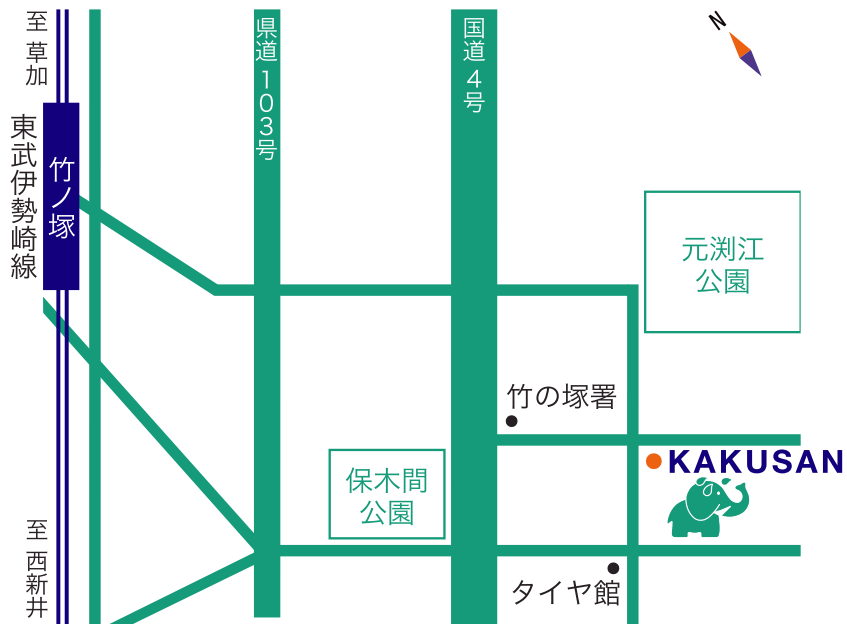 至 草加
東武伊勢崎線
竹ノ塚
至 西新井
県道103号
国道4号
N
元渕江
公園
竹の塚署
保木間
公園
KAKUSAN
タイヤ館